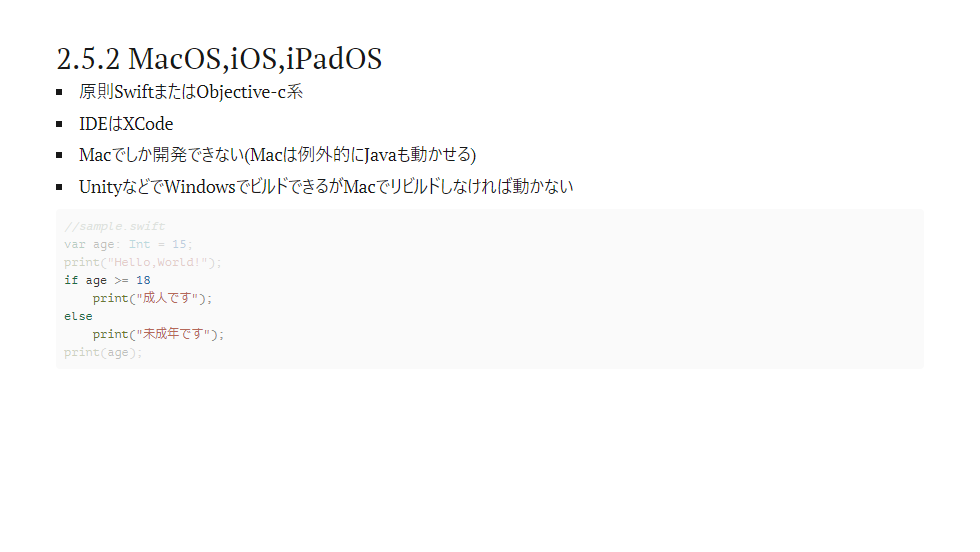 2.5.2 MacOS,iOS,iPadOS
原則SwiftまたはObjective-c系
IDEはXCode
Macでしか開発できない(Macは例外的にJavaも動かせる)
UnityなどでWindowsでビルドできるがMacでリビルドしなければ動かない
//sample.swift
var age: Int = 15;
print("Hello,World!");
if age >= 18
    print("成人です");
else
    print("未成年です");
print(age);